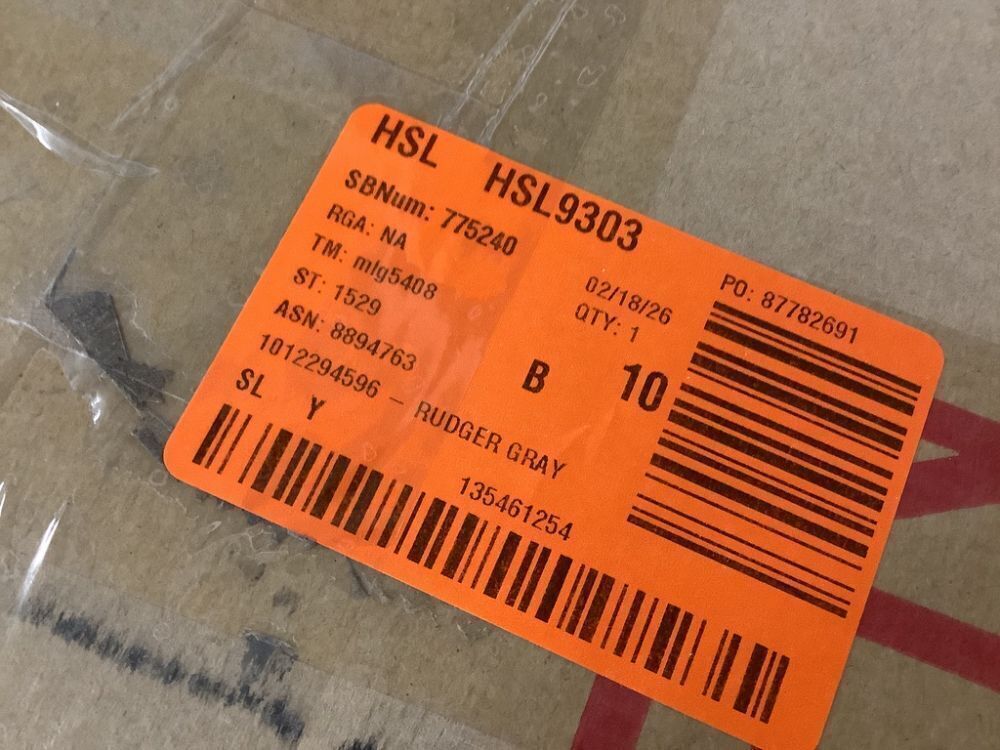 HSL HSL9303
SBNum: 775240
RGA: NA
TM: mlg5408
ST: 1529
ASN: 8894763
1012294596 – RUDGER GRAY
SL Y
02/18/26
QTY: 1
B 10
PO: 87782691
135461254